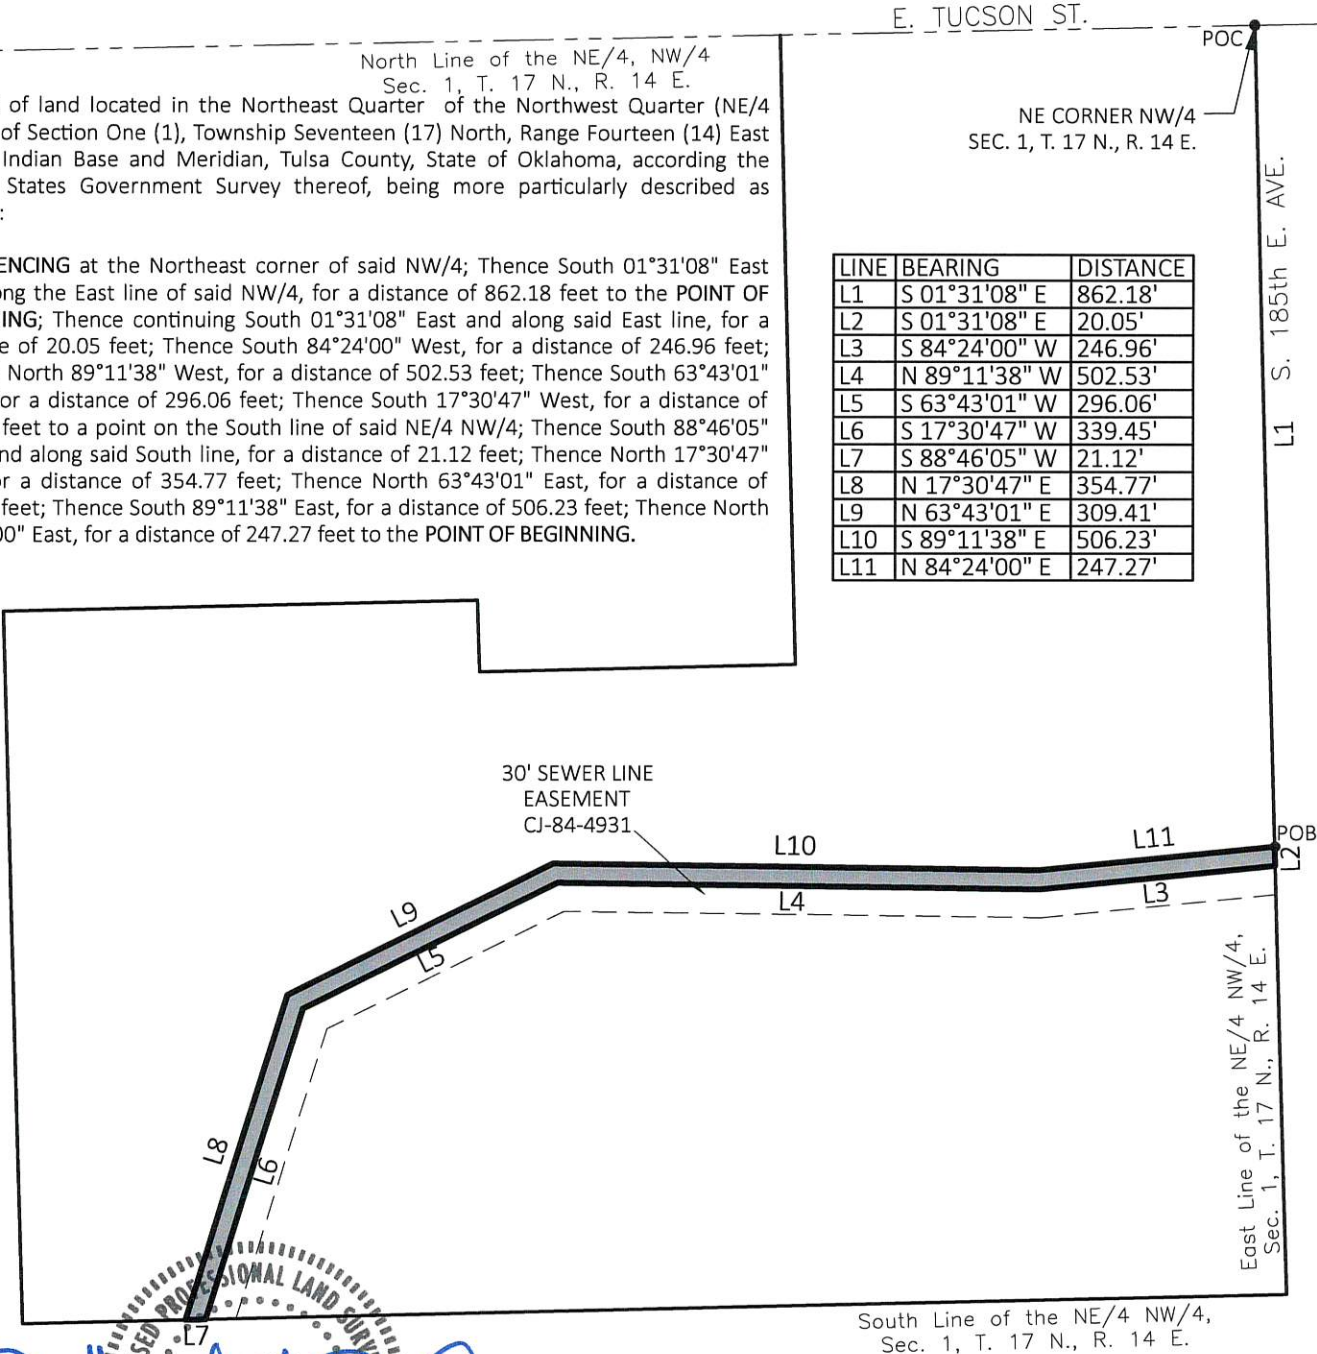 E. TUCSON ST.
POC
North Line of the NE/4, NW/4
Sec. 1, T. 17 N., R. 14 E.
NE CORNER NW/4
SEC. 1, T. 17 N., R. 14 E.
of land located in the Northeast Quarter of the Northwest Quarter (NE/4
of Section One (1), Township Seventeen (17) North, Range Fourteen (14) East
Indian Base and Meridian, Tulsa County, State of Oklahoma, according the
States Government Survey thereof, being more particularly described as
:
ENCING at the Northeast corner of said NW/4; Thence South 01°31'08" East
ong the East line of said NW/4, for a distance of 862.18 feet to the POINT OF
ING; Thence continuing South 01°31'08" East and along said East line, for a
e of 20.05 feet; Thence South 84°24'00" West, for a distance of 246.96 feet;
North 89°11'38" West, for a distance of 502.53 feet; Thence South 63°43'01"
or a distance of 296.06 feet; Thence South 17°30'47" West, for a distance of
feet to a point on the South line of said NE/4 NW/4; Thence South 88°46'05"
nd along said South line, for a distance of 21.12 feet; Thence North 17°30'47"
r a distance of 354.77 feet; Thence North 63°43'01" East, for a distance of
feet; Thence South 89°11'38" East, for a distance of 506.23 feet; Thence North
00" East, for a distance of 247.27 feet to the POINT OF BEGINNING.
LINE BEARING DISTANCE
L1 S 01°31'08" E 862.18'
L2 S 01°31'08" E 20.05'
L3 S 84°24'00" W 246.96'
L4 N 89°11'38" W 502.53'
L5 S 63°43'01" W 296.06'
L6 S 17°30'47" W 339.45'
L7 S 88°46'05" W 21.12'
L8 N 17°30'47" E 354.77'
L9 N 63°43'01" E 309.41'
L10 S 89°11'38" E 506.23'
L11 N 84°24'00" E 247.27'
L1 S. 185th E. AVE.
30' SEWER LINE
EASEMENT
CJ-84-4931
L10
L11
POB
L2
L4
L3
L9
L5
L8
L6
L7
East Line of the NE/4 NW/4,
Sec. 1, T. 17 N., R. 14 E.
South Line of the NE/4 NW/4,
Sec. 1, T. 17 N., R. 14 E.
SED PROFESSIONAL LAND SURV